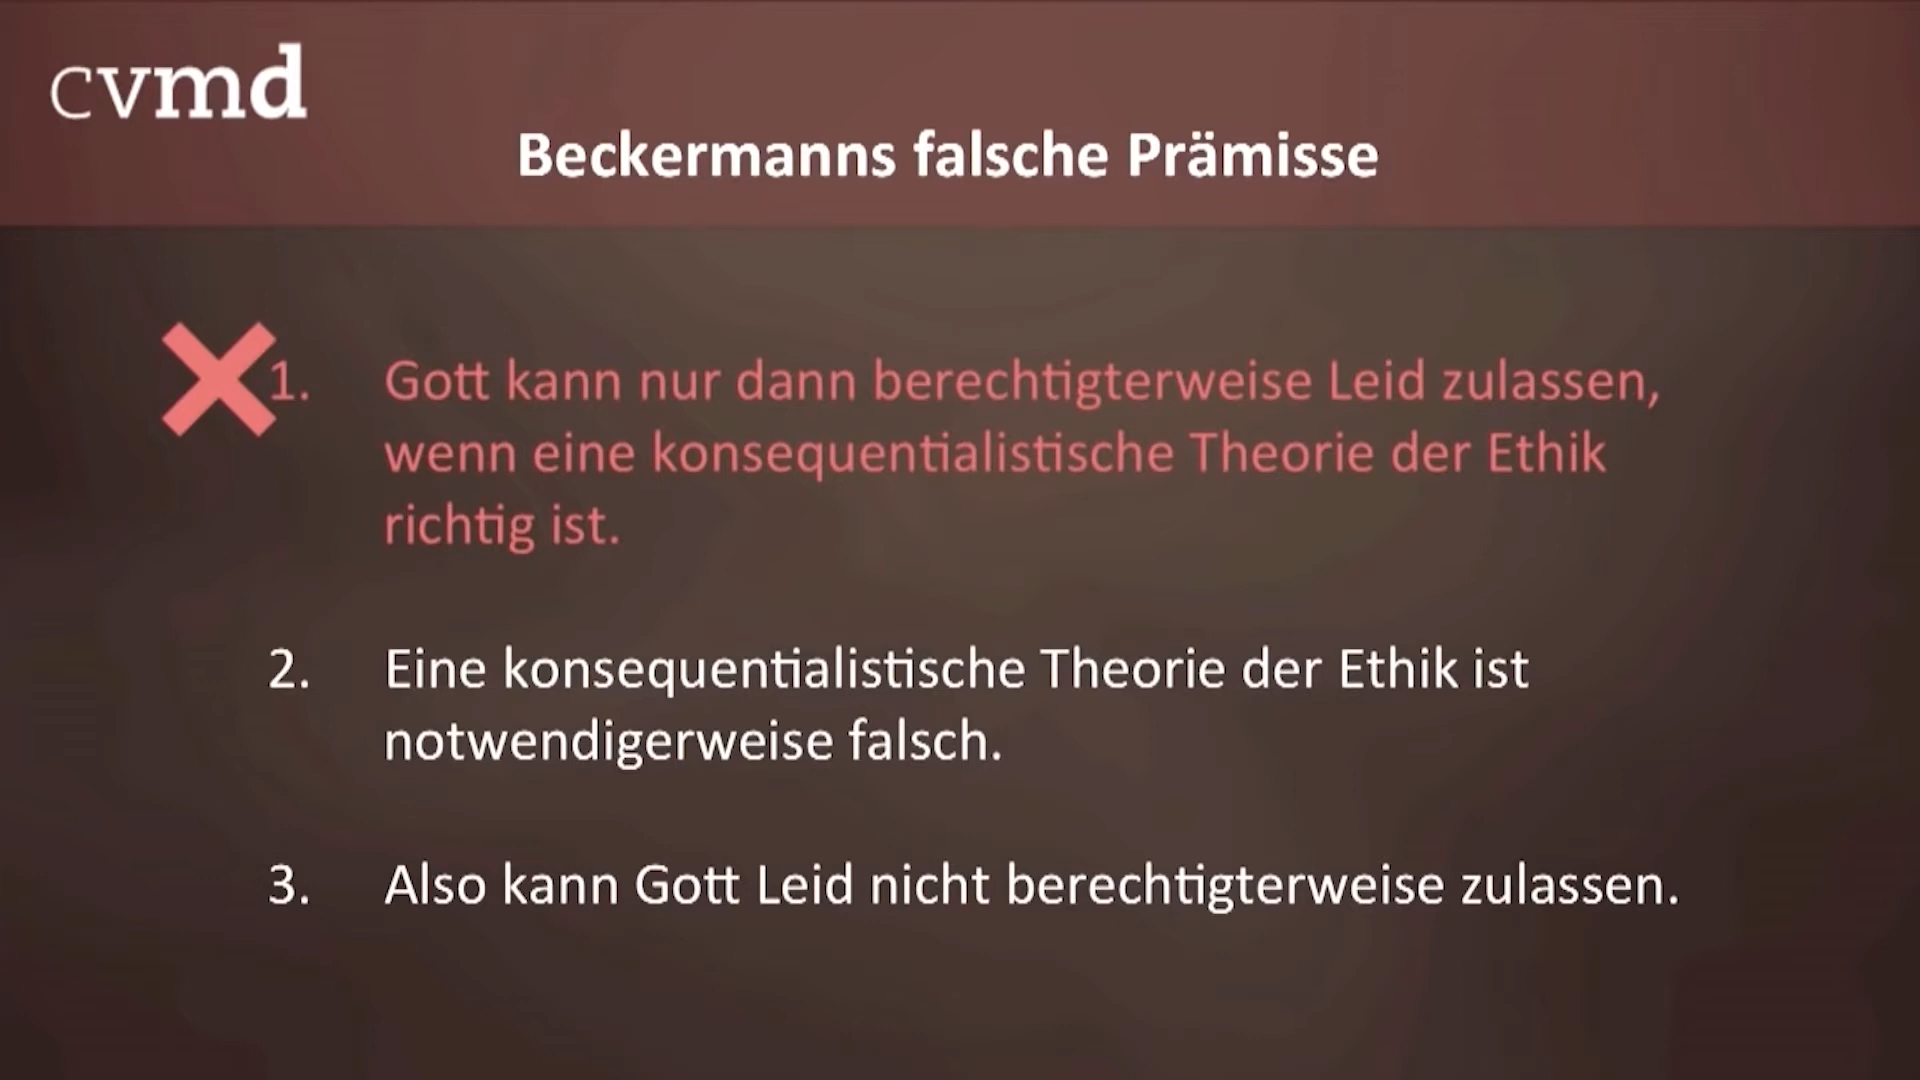 cvmd
Beckermanns falsche Prämisse
1. Gott kann nur dann berechtigterweise Leid zulassen,
wenn eine konsequentialistische Theorie der Ethik
richtig ist.
2. Eine konsequentialistische Theorie der Ethik ist
notwendigerweise falsch.
3. Also kann Gott Leid nicht berechtigterweise zulassen.